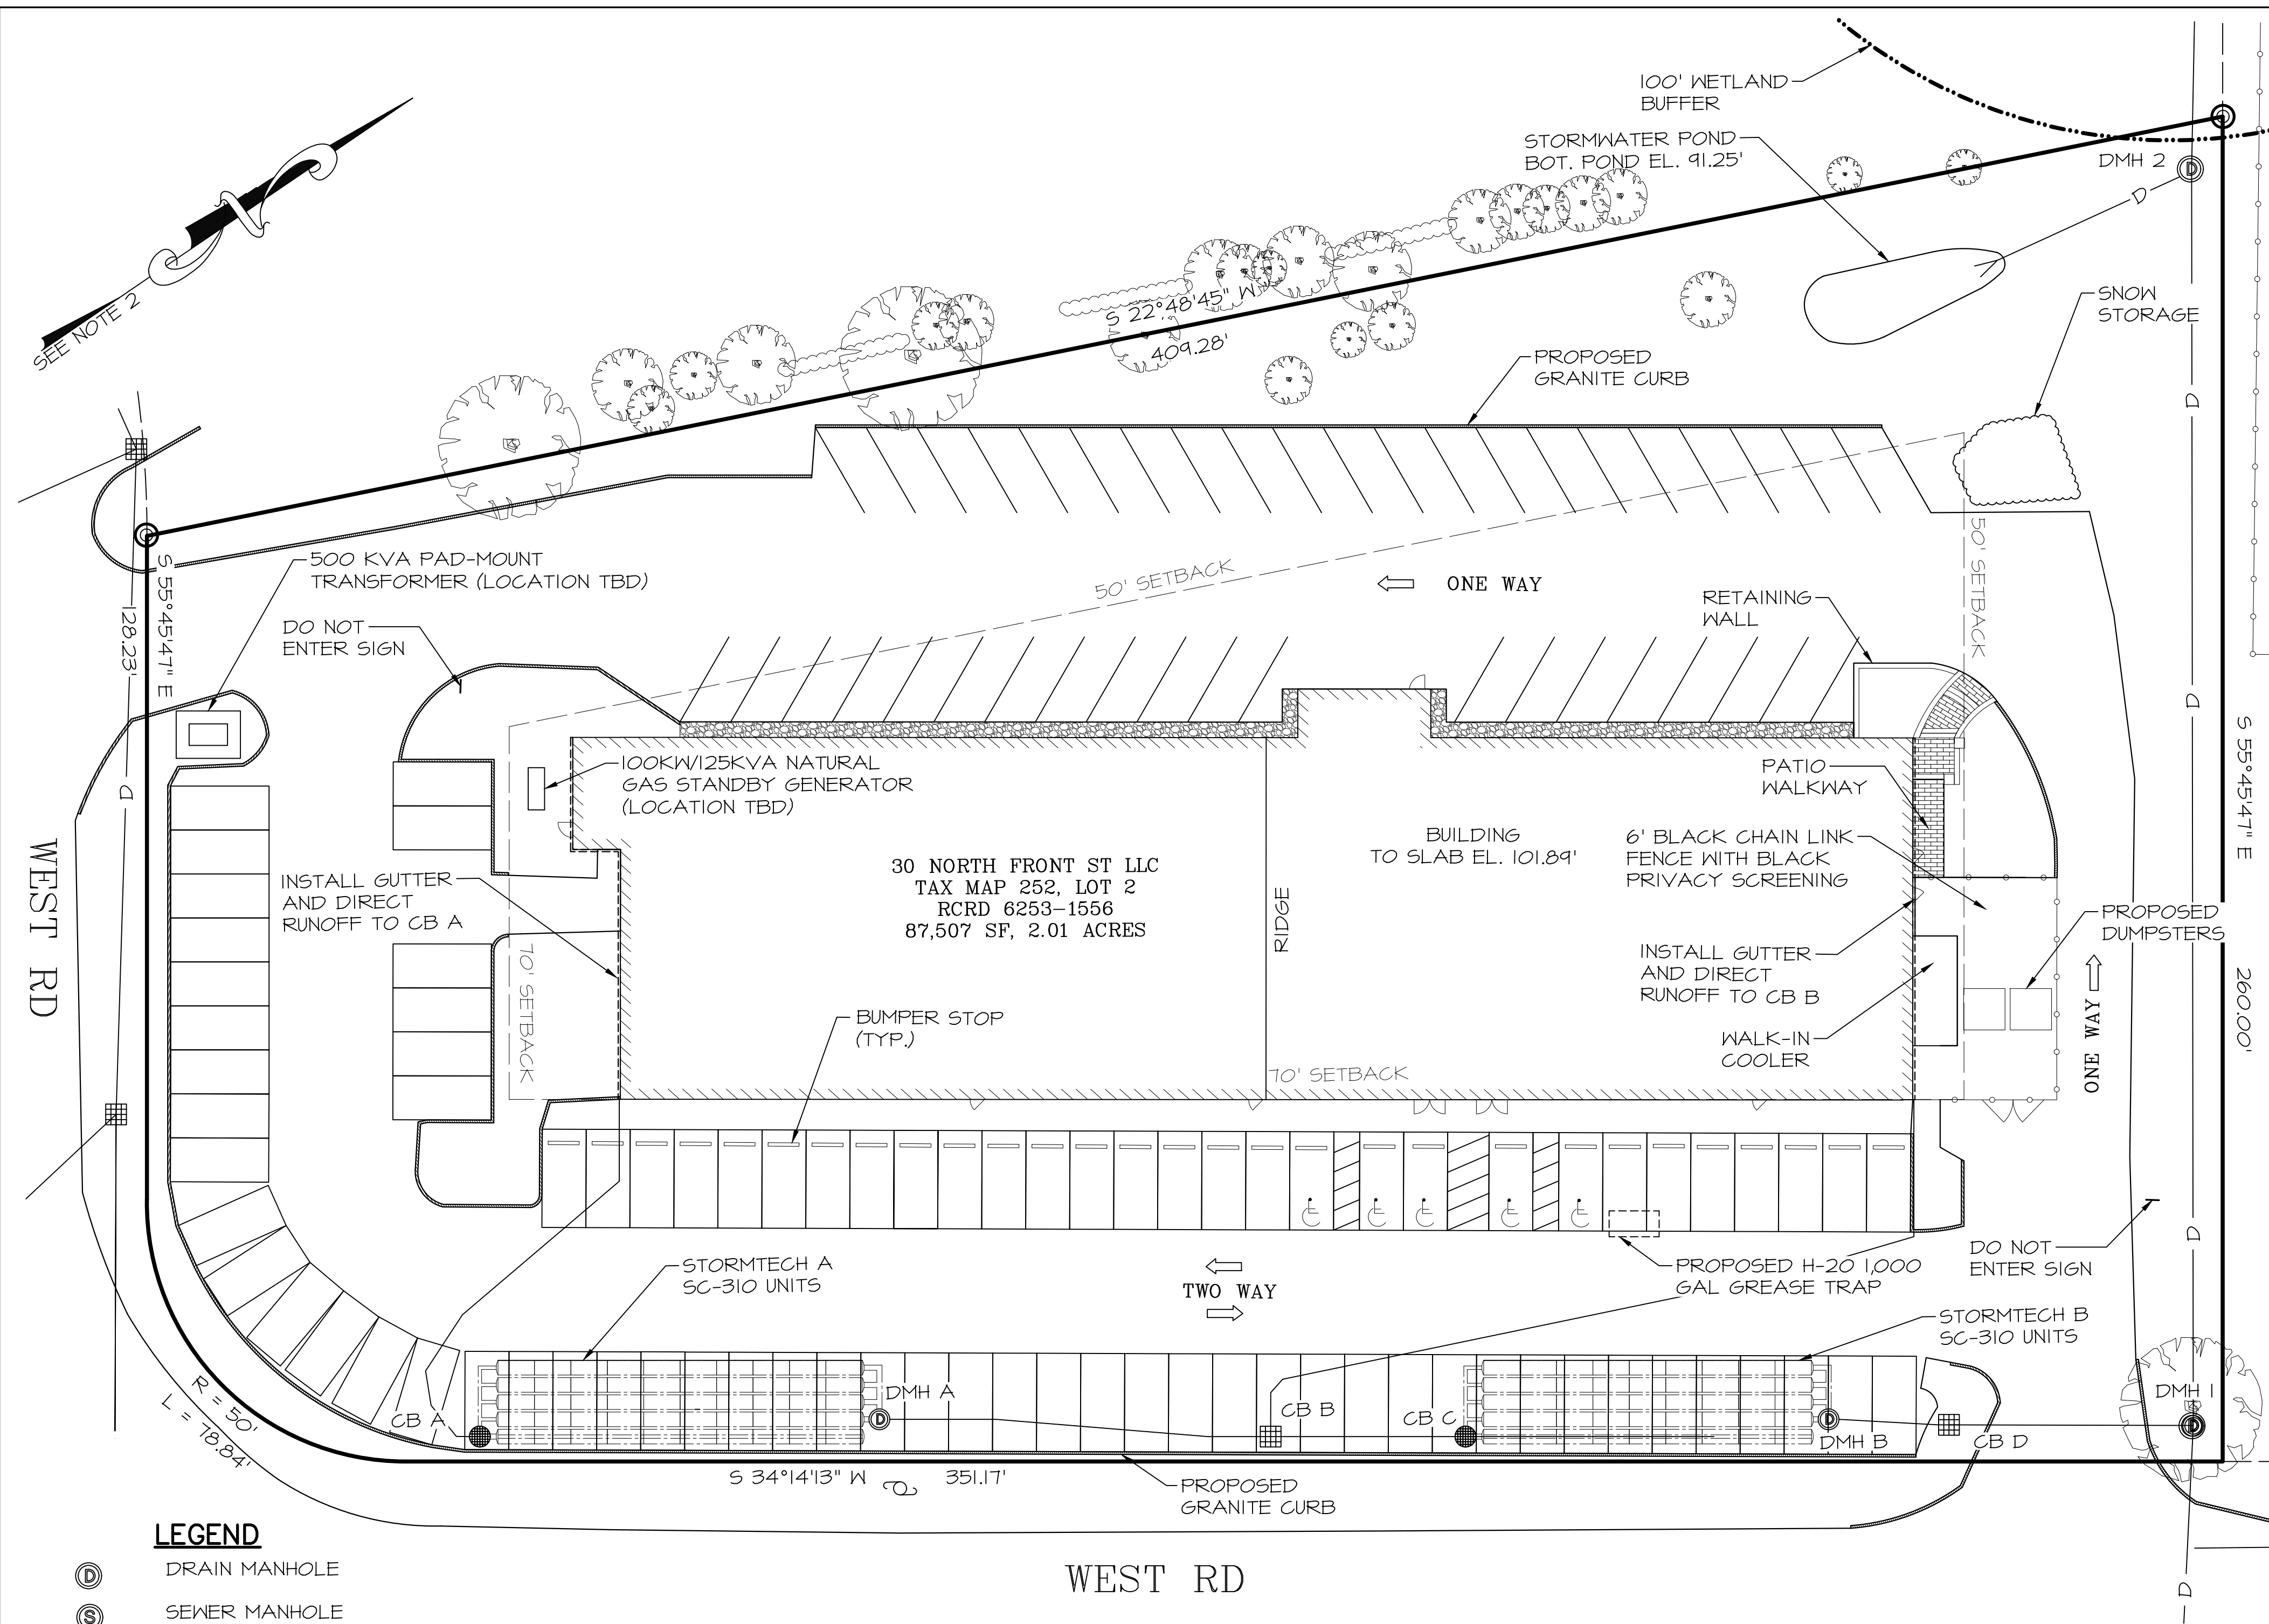 100' WETLAND
BUFFER
STORMWATER POND
BOT. POND EL. 91.25'
DMH 2
D
D
SEE NOTE 2
SNOW
STORAGE
S 22°48'45" W
409.28'
PROPOSED
GRANITE CURB
D
S 55°45'47" E
128.23'
500 KVA PAD-MOUNT
TRANSFORMER (LOCATION TBD)
50' SETBACK
ONE WAY
50' SETBACK
RETAINING
WALL
DO NOT
ENTER SIGN
D
S 55°45'47" E
260.00'
D
100KW/125KVA NATURAL
GAS STANDBY GENERATOR
(LOCATION TBD)
PATIO
WALKWAY
BUILDING
TO SLAB EL. 101.89'
6' BLACK CHAIN LINK
FENCE WITH BLACK
PRIVACY SCREENING
WEST RD
30 NORTH FRONT ST LLC
TAX MAP 252, LOT 2
RCRD 6253-1556
87,507 SF, 2.01 ACRES
RIDGE
INSTALL GUTTER
AND DIRECT
RUNOFF TO CB A
PROPOSED
DUMPSTERS
INSTALL GUTTER
AND DIRECT
RUNOFF TO CB B
70' SETBACK
BUMPER STOP
(TYP.)
WALK-IN
COOLER
ONE WAY
70' SETBACK
D
STORMTECH A
SC-310 UNITS
TWO WAY
PROPOSED H-20 1,000
GAL GREASE TRAP
DO NOT
ENTER SIGN
STORMTECH B
SC-310 UNITS
R = 50'
L = 78.84'
CB A
DMH A
D
CB B
CB C
D
DMH B
CB D
DMH 1
D
S 34°14'13" W
351.17'
PROPOSED
GRANITE CURB
LEGEND
D
DRAIN MANHOLE
S
SEWER MANHOLE
WEST RD
D